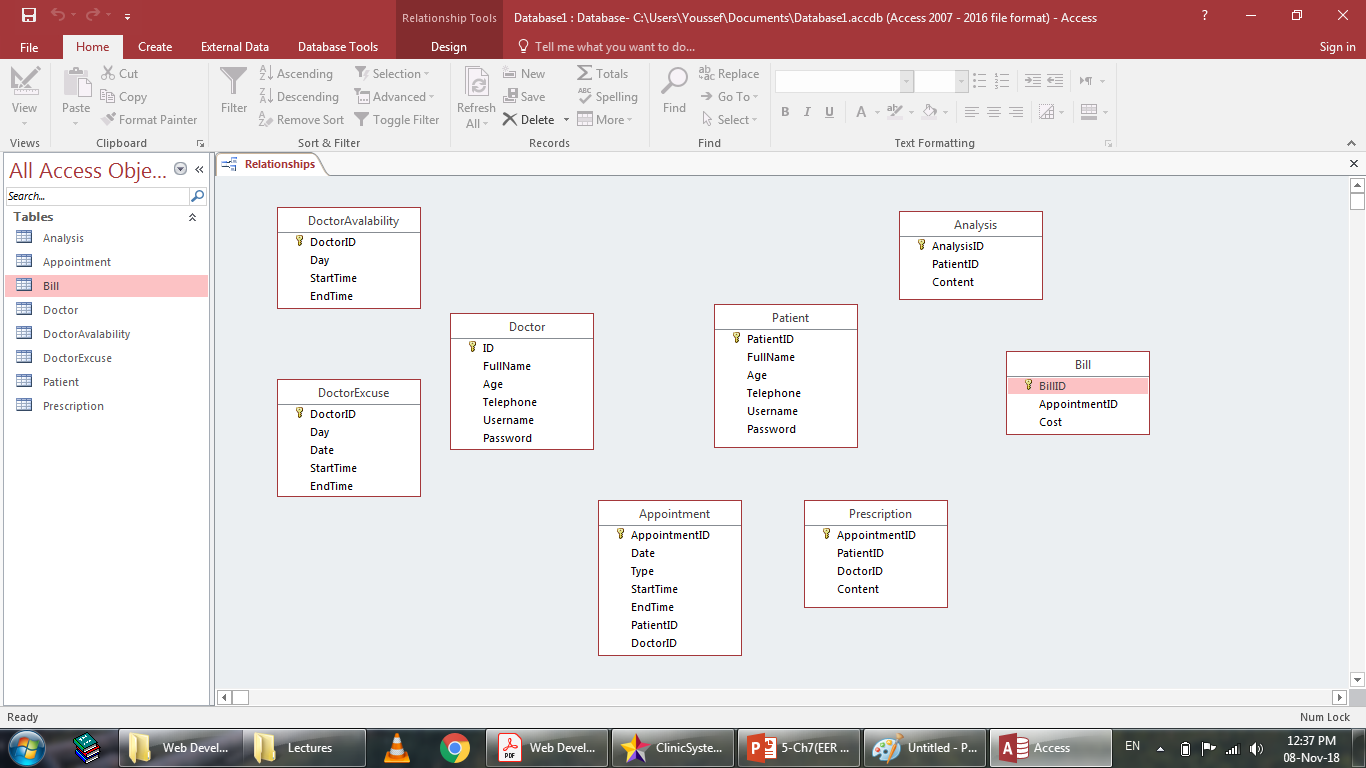 Relationship Tools
Database1 : Database- C:\Users\Youssef\Documents\Database1.accdb (Access 2007 - 2016 file format) - Access
?
File
Home
Create
External Data
Database Tools
Design
Tell me what you want to do...
Sign in
View
Views
Paste
Cut
Copy
Format Painter
Clipboard
Filter
Ascending
Descending
Remove Sort
Selection
Advanced
Toggle Filter
Sort & Filter
Refresh
All
New
Save
Delete
Totals
Spelling
More
Records
Find
Replace
Go To
Select
Find
B I U A
Text Formatting
All Access Obje...
Search...
Tables
Analysis
Appointment
Bill
Doctor
DoctorAvalability
DoctorExcuse
Patient
Prescription
Relationships
DoctorAvalability
DoctorID
Day
StartTime
EndTime
DoctorExcuse
DoctorID
Day
Date
StartTime
EndTime
Doctor
ID
FullName
Age
Telephone
Username
Password
Patient
PatientID
FullName
Age
Telephone
Username
Password
Analysis
AnalysisID
PatientID
Content
Bill
BillID
AppointmentID
Cost
Appointment
AppointmentID
Date
Type
StartTime
EndTime
PatientID
DoctorID
Prescription
AppointmentID
PatientID
DoctorID
Content
Ready
Num Lock
Web Devel...
Lectures
Web Devel...
ClinicSyste...
5-Ch7(EER ...
Untitled - P...
Access
EN
12:37 PM
08-Nov-18